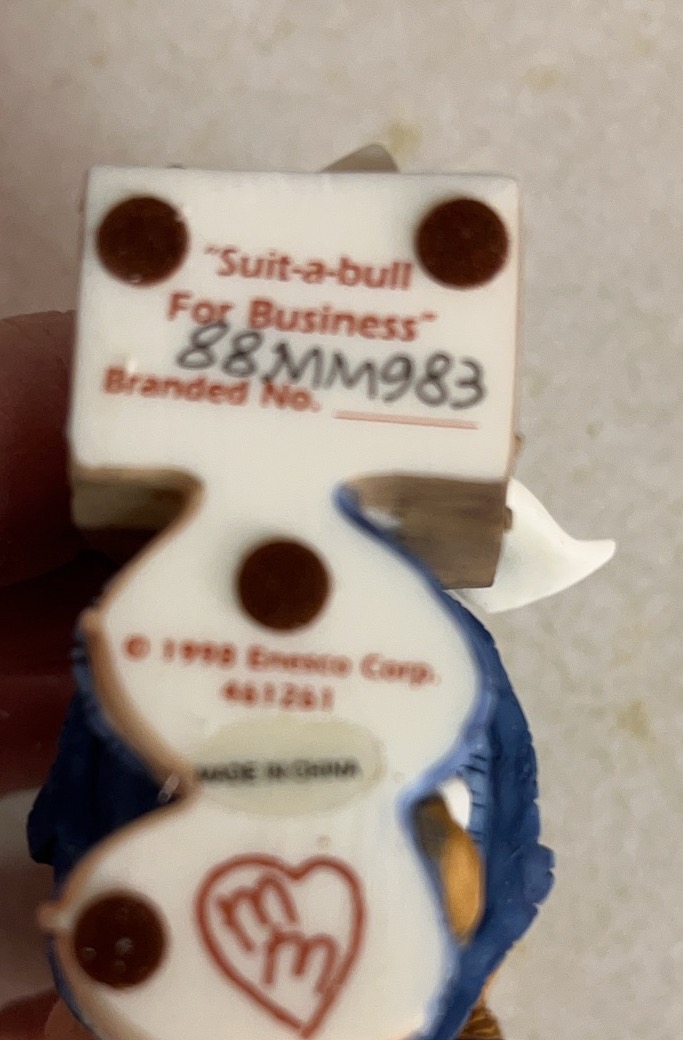 "Suit-a-bull
For Business"
88MM983
Branded No.
© 1998 Enesco Corp.
461261
MADE IN CHINA
mm